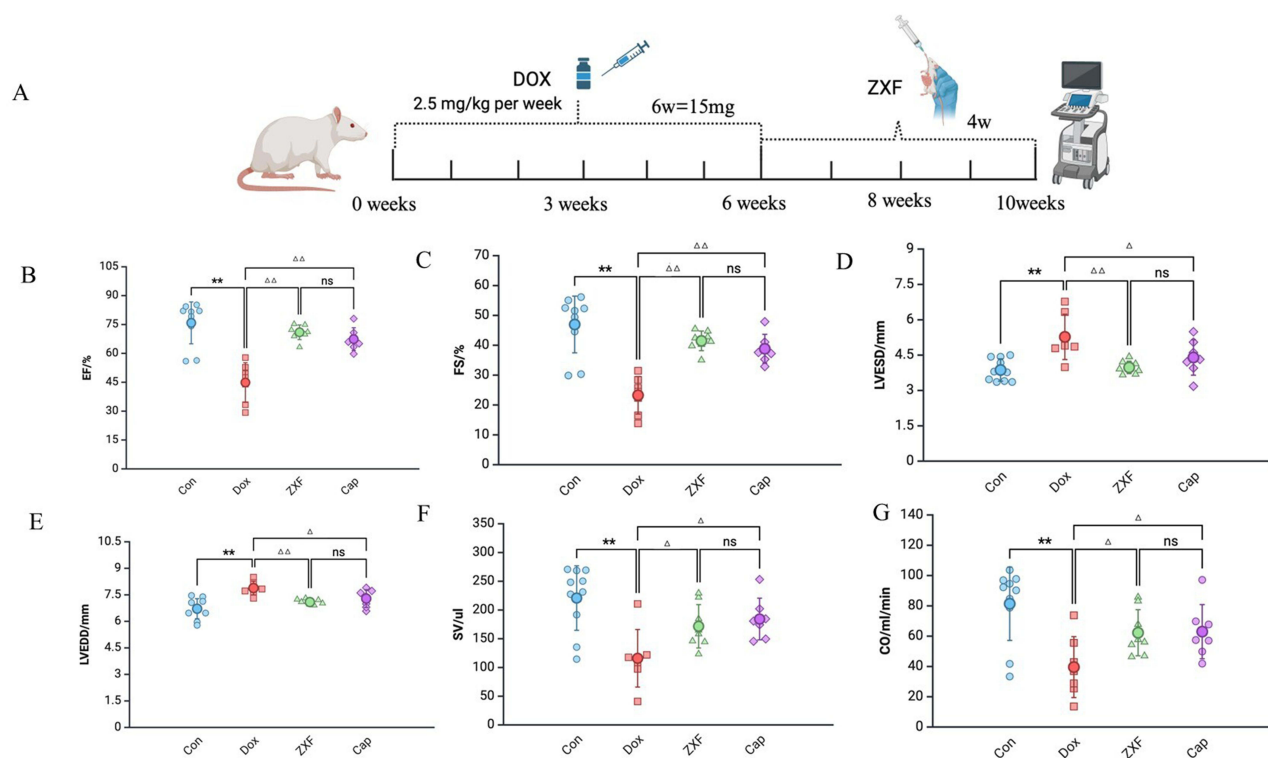 A
DOX
2.5 mg/kg per week
6w=15mg
ZXF
4w
0 weeks
3 weeks
6 weeks
8 weeks
10weeks
B
EF/%
105
90
75
60
45
30
15
0
** △△ △△ ns
Con Dox ZXF Cap
C
FS/%
70
60
50
40
30
20
10
0
** △△ △△ ns
Con Dox ZXF Cap
D
LVESD/mm
9
7.5
6
4.5
3
1.5
0
** △ △△ ns
Con Dox ZXF Cap
E
LVEDD/mm
10.5
9
7.5
6
4.5
3
1.5
0
** △ △△ ns
Con Dox ZXF Cap
F
SV/ul
350
300
250
200
150
100
50
0
** △ △ ns
Con Dox ZXF Cap
G
CO/ml/min
140
120
100
80
60
40
20
0
** △ △ ns
Con Dox ZXF Cap